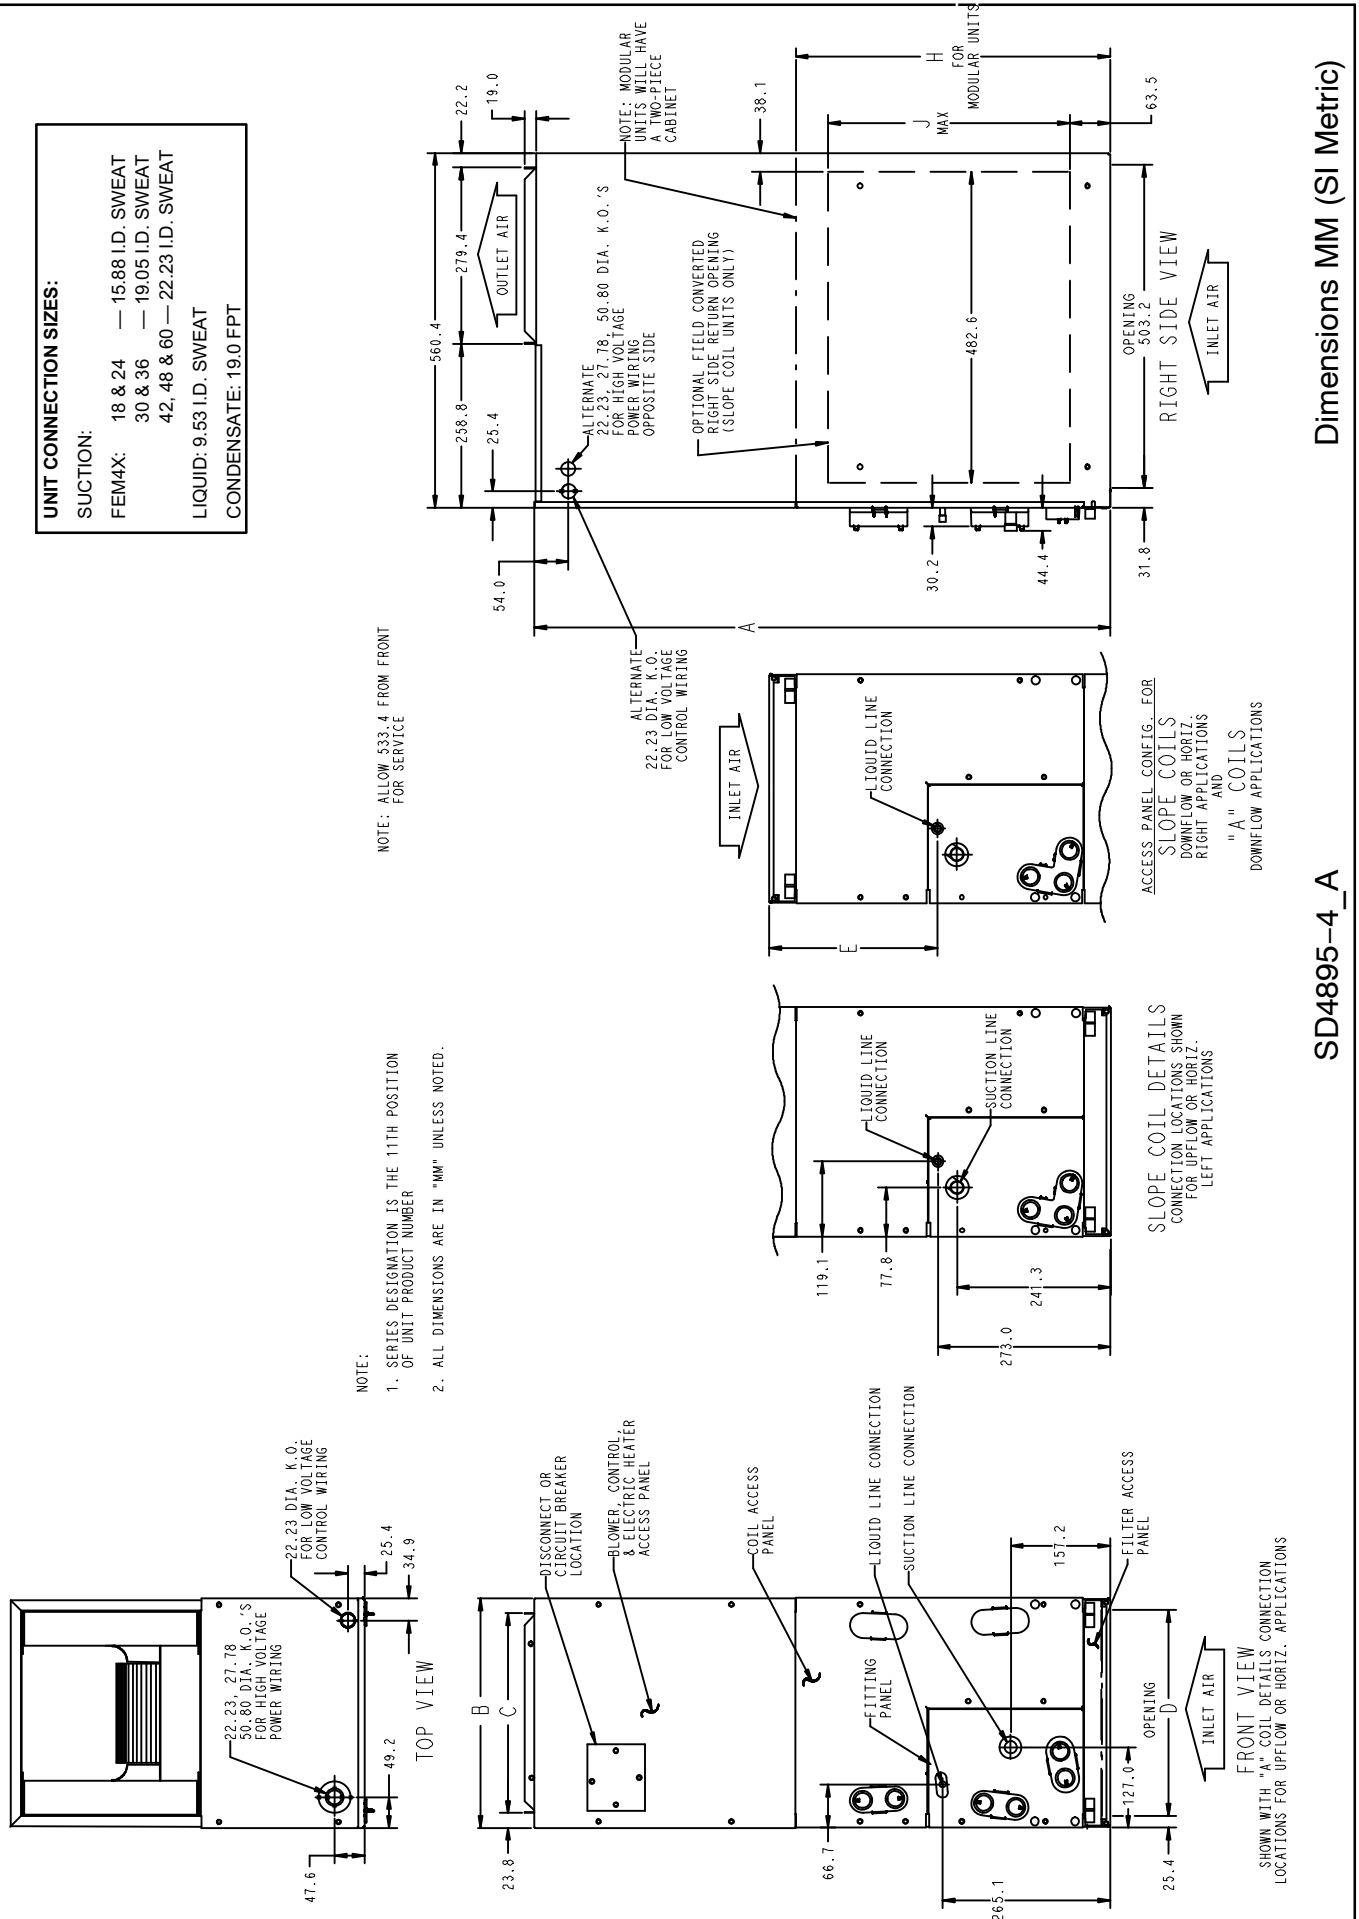 UNIT CONNECTION SIZES:
SUCTION:
FEM4X: 18 & 24 — 15.88 I.D. SWEAT
30 & 36 — 19.05 I.D. SWEAT
42, 48 & 60 — 22.23 I.D. SWEAT
LIQUID: 9.53 I.D. SWEAT
CONDENSATE: 19.0 FPT
22.23, 27.78
50.80 DIA. K.O.'S
FOR HIGH VOLTAGE
POWER WIRING
22.23 DIA. K.O.
FOR LOW VOLTAGE
CONTROL WIRING
47.6
49.2
25.4
34.9
TOP VIEW
NOTE:
1. SERIES DESIGNATION IS THE 11TH POSITION
OF UNIT PRODUCT NUMBER
2. ALL DIMENSIONS ARE IN "MM" UNLESS NOTED.
NOTE: ALLOW 533.4 FROM FRONT
FOR SERVICE
B
C
23.8
DISCONNECT OR
CIRCUIT BREAKER
LOCATION
BLOWER, CONTROL,
& ELECTRIC HEATER
ACCESS PANEL
COIL ACCESS
PANEL
FITTING
PANEL
LIQUID LINE CONNECTION
SUCTION LINE CONNECTION
66.7
265.1
127.0
157.2
FILTER ACCESS
PANEL
25.4
OPENING
D
INLET AIR
FRONT VIEW
SHOWN WITH "A" COIL DETAILS CONNECTION
LOCATIONS FOR UPFLOW OR HORIZ. APPLICATIONS
119.1
77.8
241.3
273.0
LIQUID LINE
CONNECTION
SUCTION LINE
CONNECTION
SLOPE COIL DETAILS
CONNECTION LOCATIONS SHOWN
FOR UPFLOW OR HORIZ.
LEFT APPLICATIONS
INLET AIR
E
LIQUID LINE
CONNECTION
ACCESS PANEL CONFIG. FOR
SLOPE COILS
DOWNFLOW OR HORIZ.
RIGHT APPLICATIONS
AND
"A" COILS
DOWNFLOW APPLICATIONS
560.4
22.2
258.8
279.4
19.0
25.4
54.0
OUTLET AIR
ALTERNATE
22.23, 27.78, 50.80 DIA. K.O.'S
FOR HIGH VOLTAGE
POWER WIRING
OPPOSITE SIDE
ALTERNATE
22.23 DIA. K.O.
FOR LOW VOLTAGE
CONTROL WIRING
NOTE: MODULAR
UNITS WILL HAVE
A TWO-PIECE
CABINET
OPTIONAL FIELD CONVERTED
RIGHT SIDE RETURN OPENING
(SLOPE COIL UNITS ONLY)
A
38.1
H
FOR
MODULAR UNITS
J
MAX
482.6
30.2
44.4
31.8
63.5
OPENING
503.2
RIGHT SIDE VIEW
INLET AIR
SD4895−4_A
Dimensions MM (SI Metric)